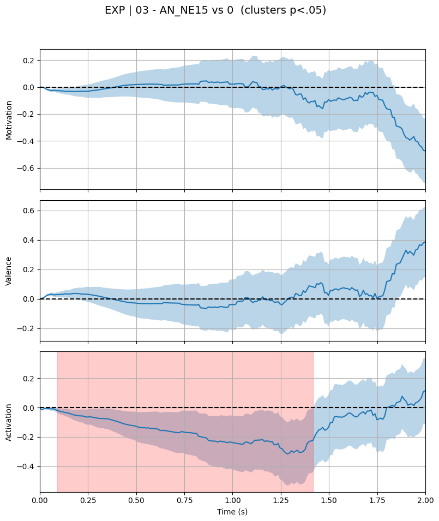 EXP | 03 - AN_NE15 vs 0 (clusters p<.05)
0.2
0.0
−0.2
−0.4
−0.6
Motivation
0.6
0.4
0.2
0.0
−0.2
Valence
0.2
0.0
−0.2
−0.4
Activation
0.00 0.25 0.50 0.75 1.00 1.25 1.50 1.75 2.00
Time (s)